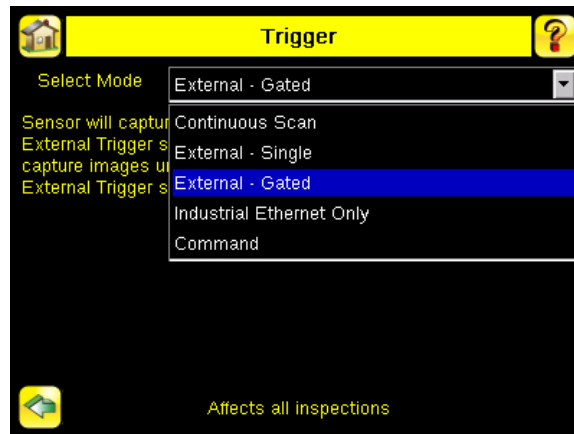 Trigger
Select Mode External - Gated
Sensor will captur Continuous Scan
External Trigger s External - Single
capture images
External Trigger s External - Gated
Industrial Ethernet Only
Command
Affects all inspections